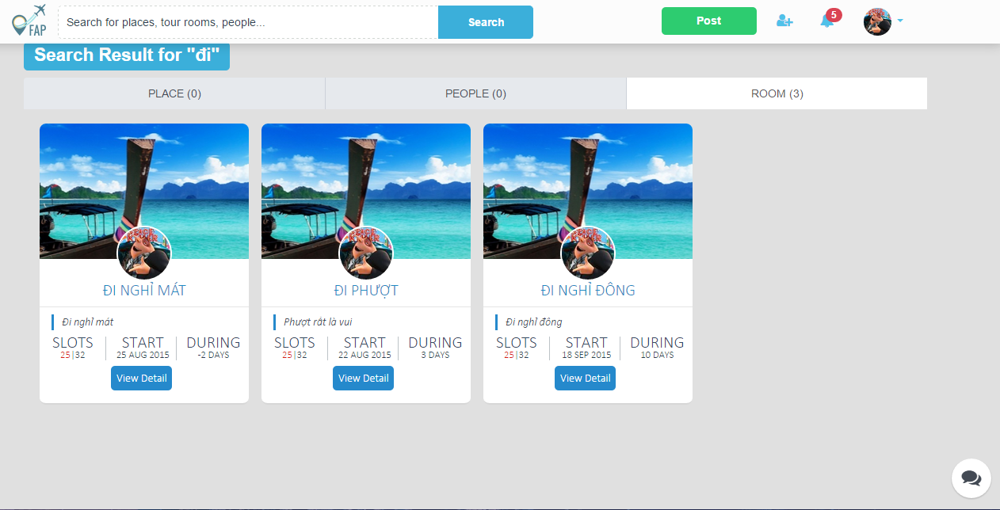 FAP
Search for places, tour rooms, people...
Search
Post
5
Search Result for "đi"
PLACE (0)
PEOPLE (0)
ROOM (3)
ĐI NGHỈ MÁT
Đi nghỉ mát
SLOTS START DURING
25|32 25 AUG 2015 -2 DAYS
View Detail
ĐI PHƯỢT
Phượt rất là vui
SLOTS START DURING
25|32 22 AUG 2015 3 DAYS
View Detail
ĐI NGHỈ ĐÔNG
Đi nghỉ đông
SLOTS START DURING
25|32 18 SEP 2015 10 DAYS
View Detail